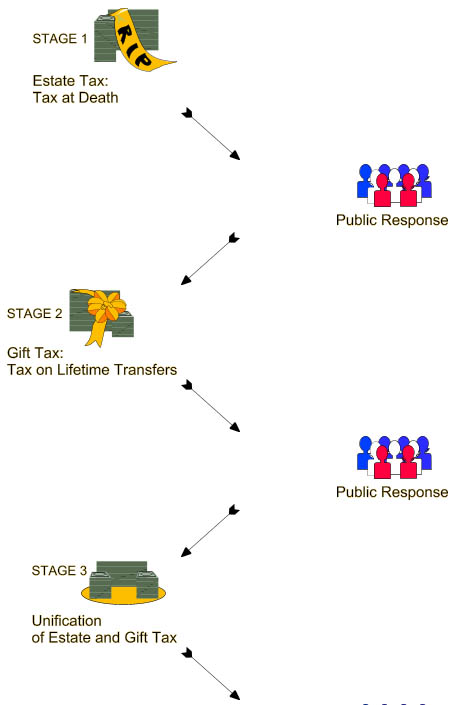 STAGE 1
RIP
Estate Tax:
Tax at Death
Public Response
STAGE 2
Gift Tax:
Tax on Lifetime Transfers
Public Response
STAGE 3
Unification
of Estate and Gift Tax